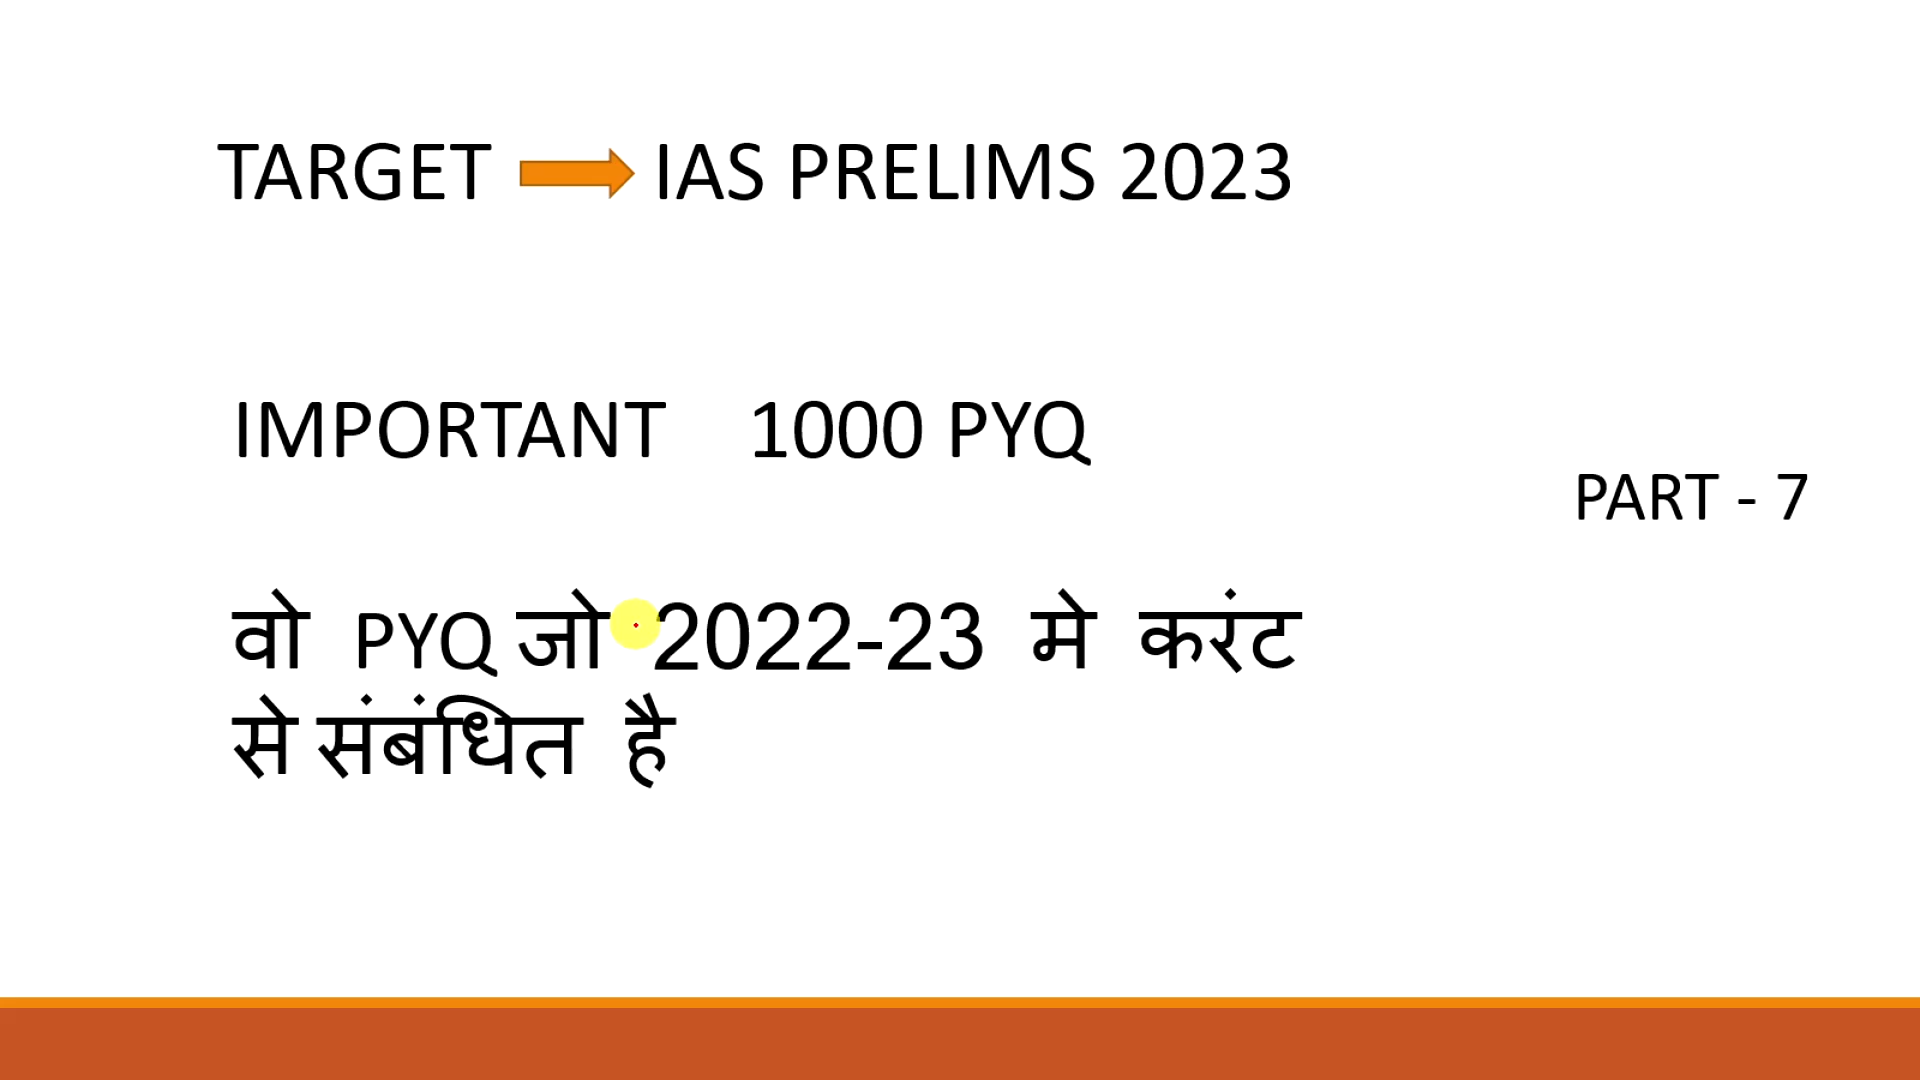 TARGET IAS PRELIMS 2023
IMPORTANT 1000 PYQ
PART - 7
वो PYQ जो 2022-23 मे करंट
से संबंधित है